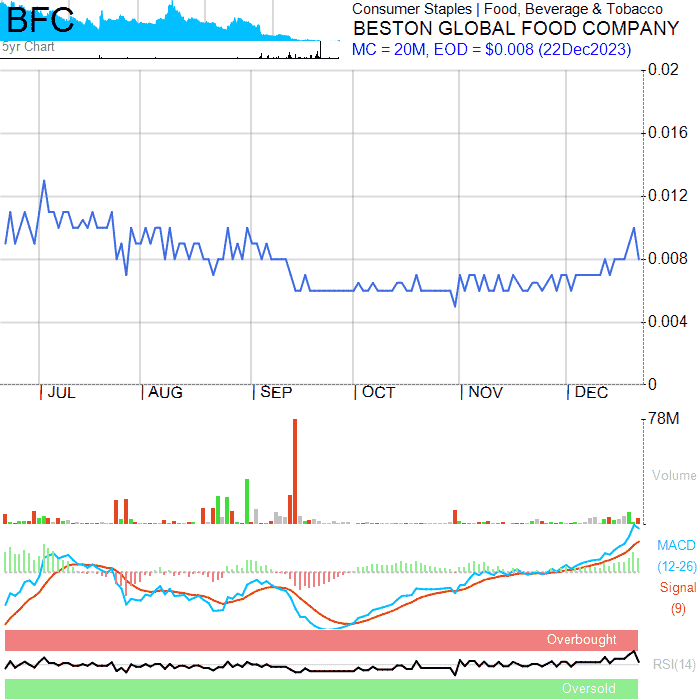 BFC
5yr Chart
Consumer Staples | Food, Beverage & Tobacco
BESTON GLOBAL FOOD COMPANY
MC = 20M, EOD = $0.008 (22Dec2023)
0.02
0.016
0.012
0.008
0.004
0
JUL AUG SEP OCT NOV DEC
78M
Volume
MACD
(12-26)
Signal
(9)
Overbought
RSI(14)
Oversold